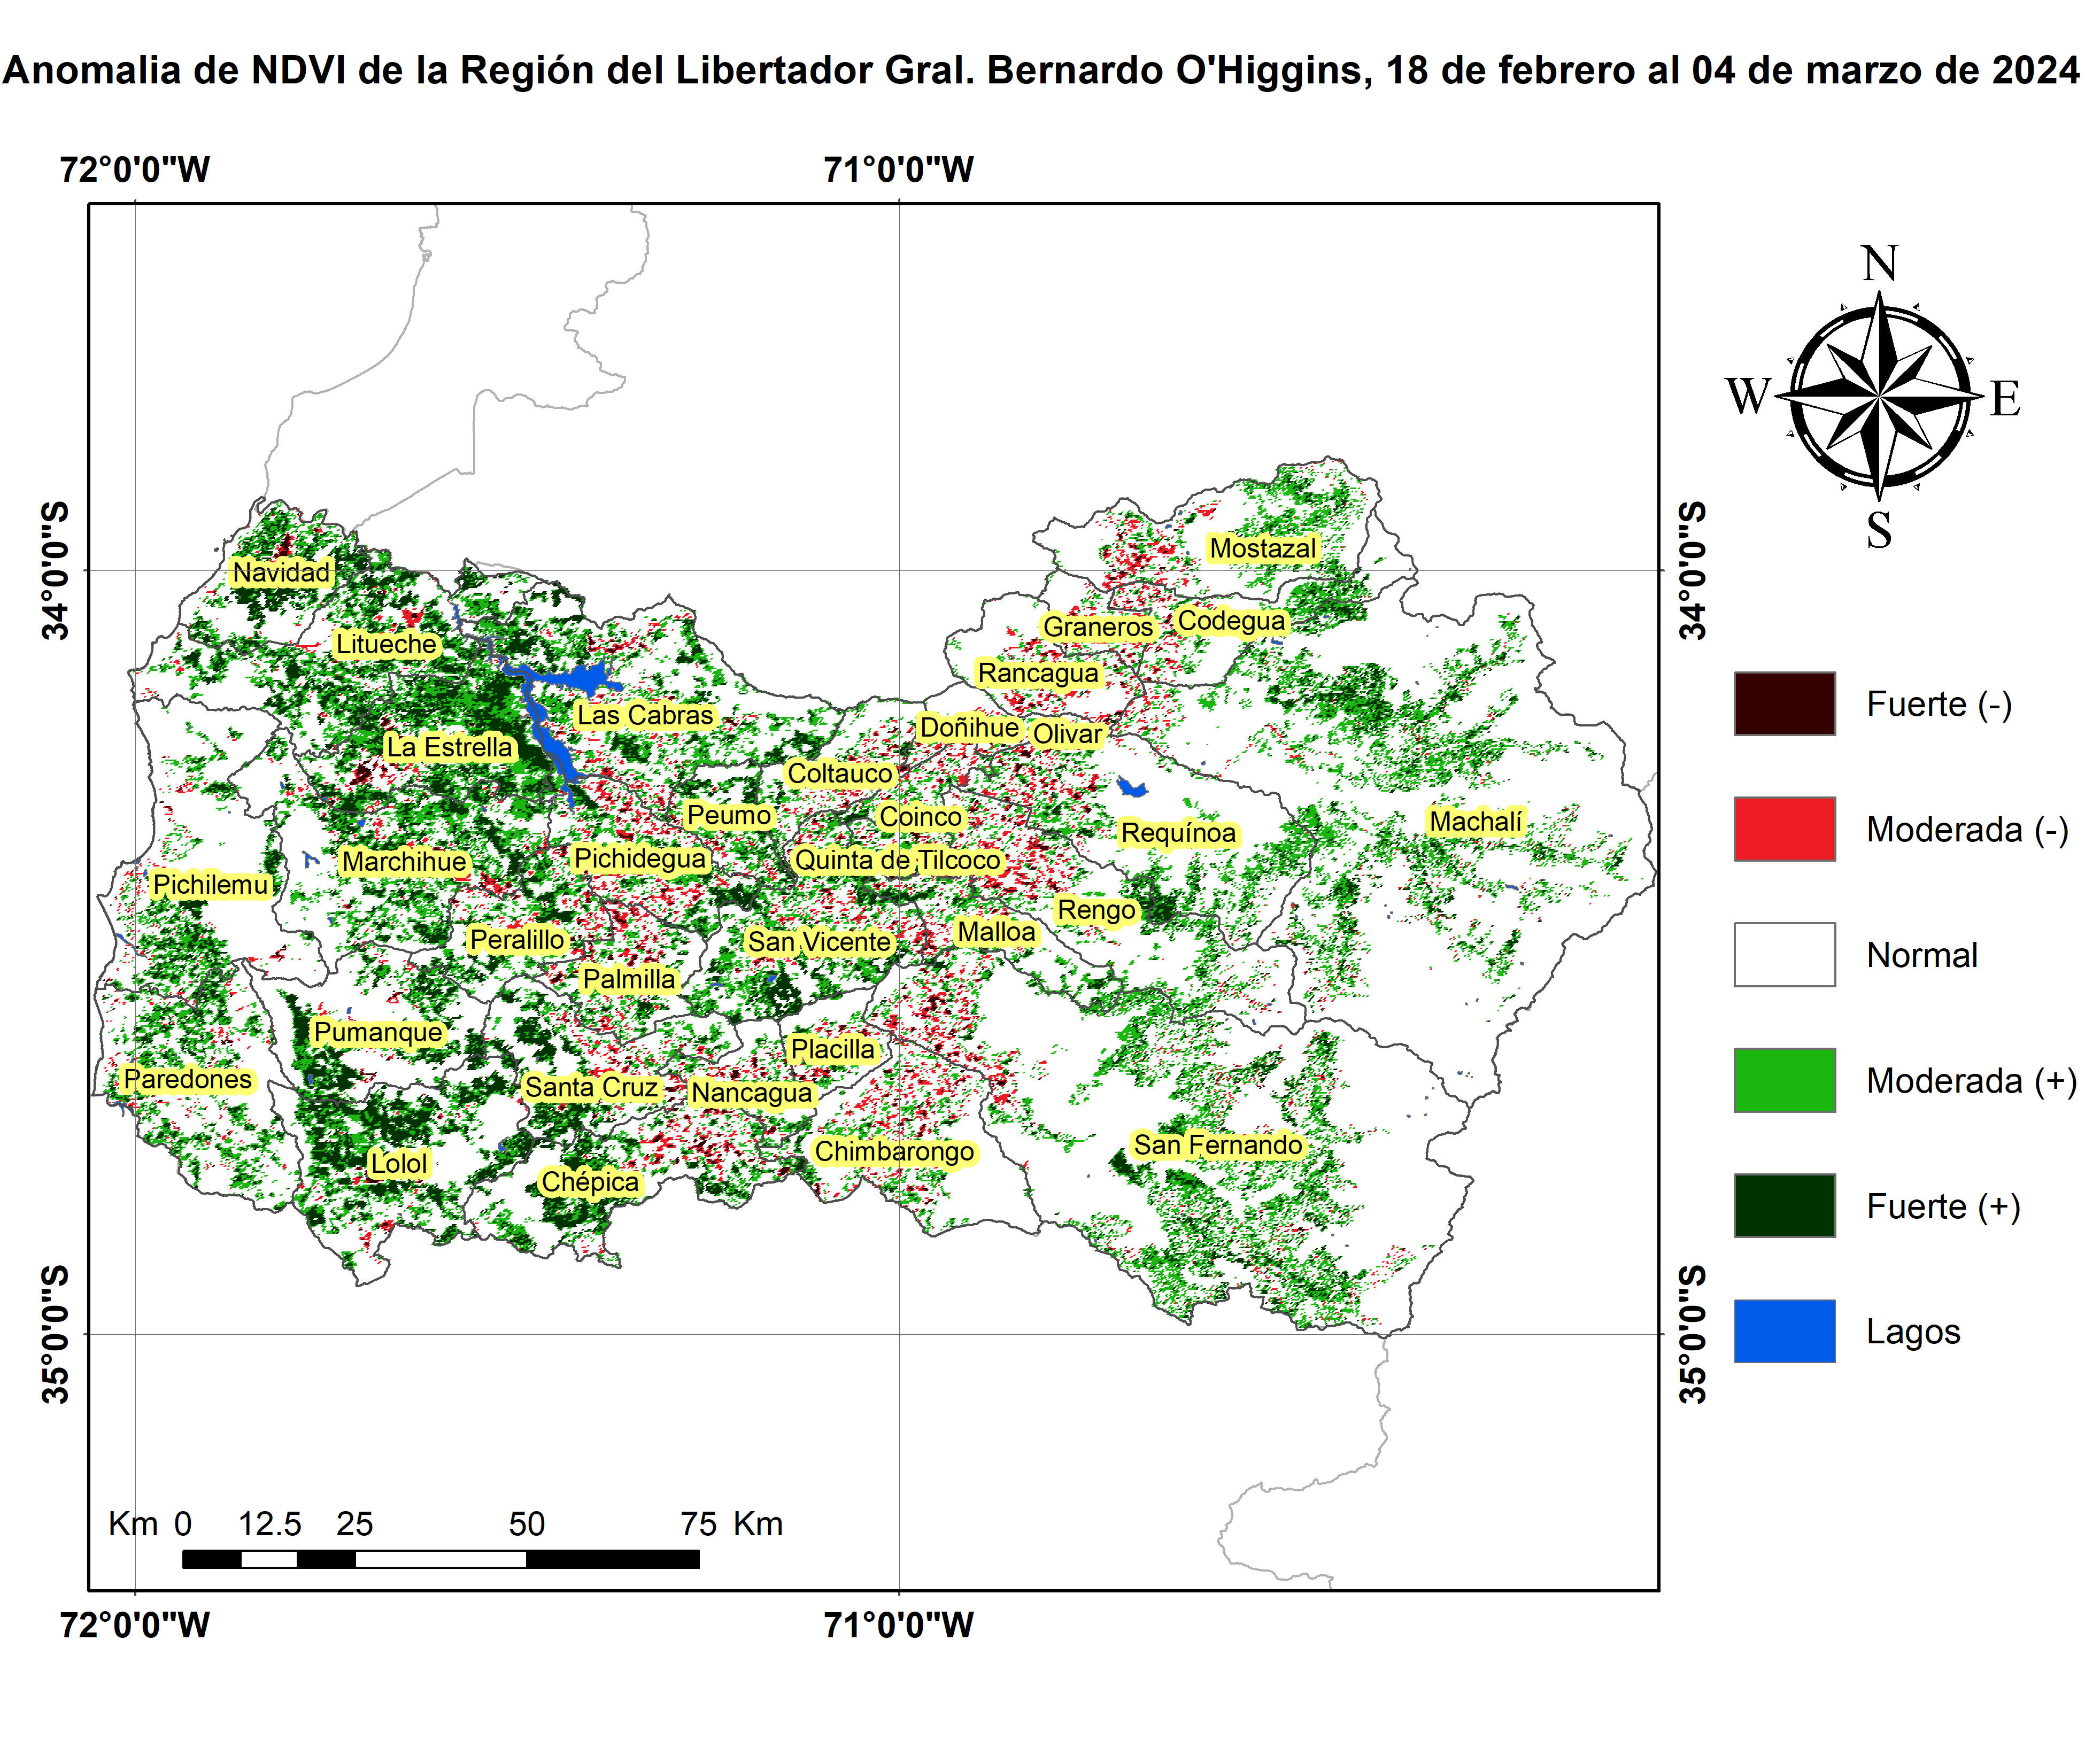 Anomalia de NDVI de la Región del Libertador Gral. Bernardo O'Higgins, 18 de febrero al 04 de marzo de 2024
72°0'0"W
71°0'0"W
N
W
E
S
34°0'0"S
34°0'0"S
Mostazal
Navidad
Codegua
Graneros
Litueche
Rancagua
Las Cabras
Doñihue
Olivar
La Estrella
Coltauco
Peumo
Coinco
Machalí
Requínoa
Marchihue
Pichidegua
Quinta de Tilcoco
Pichilemu
Rengo
Malloa
Peralillo
San Vicente
Palmilla
Pumanque
Placilla
Paredones
Santa Cruz
Nancagua
San Fernando
Chimbarongo
Lolol
Chépica
Fuerte (-)
Moderada (-)
Normal
Moderada (+)
Fuerte (+)
Lagos
35°0'0"S
35°0'0"S
Km 0 12.5 25 50 75 Km
72°0'0"W
71°0'0"W